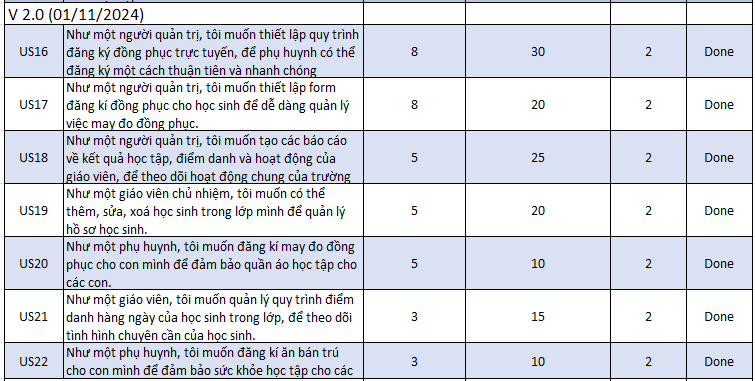 V 2.0 (01/11/2024)
US16 Như một người quản trị, tôi muốn thiết lập quy trình 8 30 2 Done
đăng ký đồng phục trực tuyến, để phụ huynh có thể
đăng ký một cách thuận tiên và nhanh chóng
US17 Như một người quản trị, tôi muốn thiết lập form 8 20 2 Done
đăng kí đồng phục cho học sinh để dễ dàng quản lý
việc may đo đồng phục.
US18 Như một người quản trị, tôi muốn tạo các báo cáo 5 25 2 Done
về kết quả học tập, điểm danh và hoạt động của
giáo viên, để theo dõi hoạt động chung của trường
US19 Như một giáo viên chủ nhiệm, tôi muốn có thể 5 20 2 Done
thêm, sửa, xoá học sinh trong lớp mình để quản lý
hồ sơ học sinh.
US20 Như một phụ huynh, tôi muốn đăng kí may đo đồng 5 10 2 Done
phục cho con mình để đảm bảo quần áo học tập cho
các con.
US21 Như một giáo viên, tôi muốn quản lý quy trình điểm 3 15 2 Done
danh hàng ngày của học sinh trong lớp, để theo dõi
tình hình chuyên cần của học sinh.
US22 Như một phụ huynh, tôi muốn đăng kí ăn bán trú 3 10 2 Done
cho con mình để đảm bảo sức khỏe học tập cho các